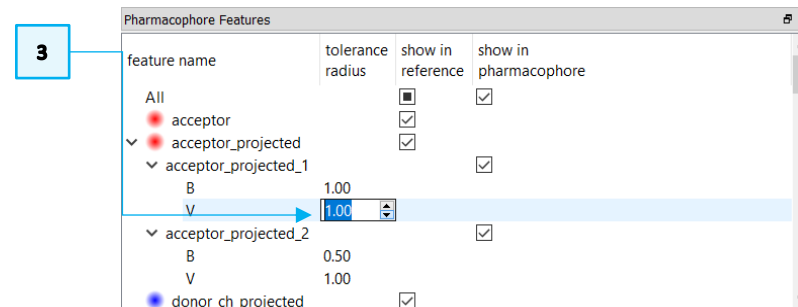 Pharmacophore Features
3
feature name tolerance radius show in reference show in pharmacophore
All
acceptor
acceptor_projected
acceptor_projected_1
B 1.00
V 1.00
acceptor_projected_2
B 0.50
V 1.00
donor_ch_projected